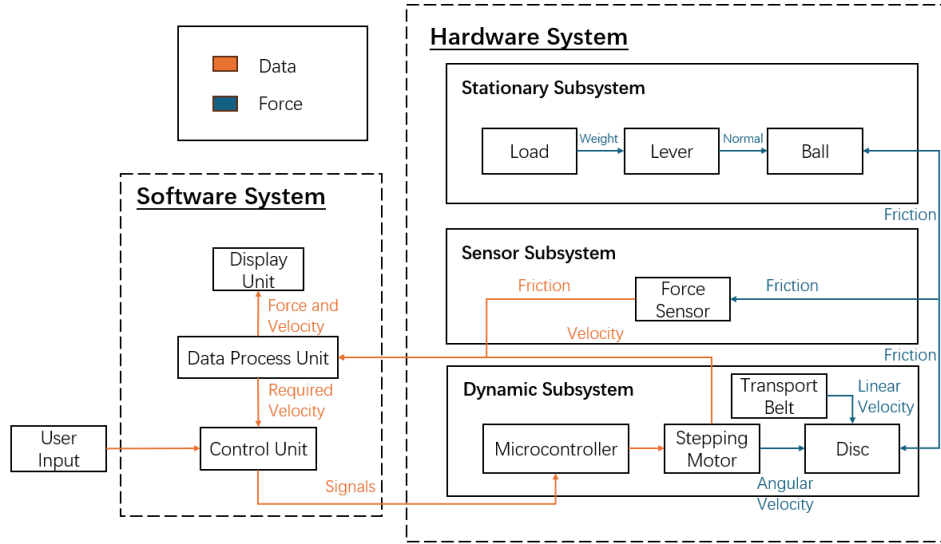 Data
Force
Hardware System
Stationary Subsystem
Load
Weight
Lever
Normal
Ball
Friction
Software System
Display
Unit
Force and
Velocity
Data Process Unit
Required
Velocity
User
Input
Control Unit
Signals
Sensor Subsystem
Friction
Force
Sensor
Friction
Velocity
Friction
Dynamic Subsystem
Transport
Belt
Linear
Velocity
Microcontroller
Stepping
Motor
Disc
Angular
Velocity